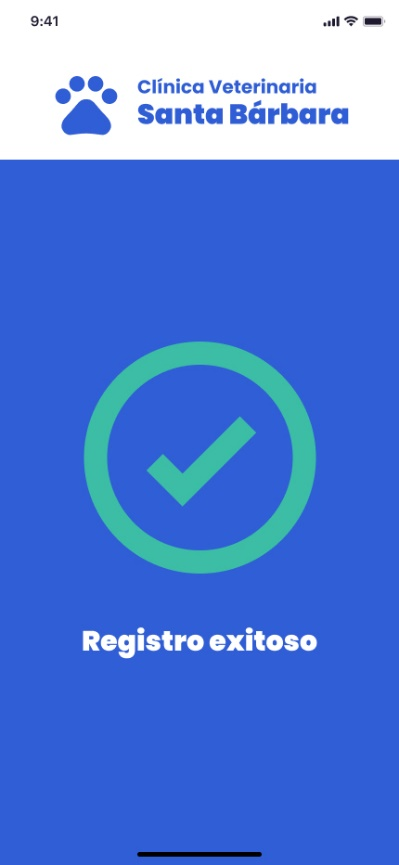 9:41
Clínica Veterinaria
Santa Bárbara
Registro exitoso